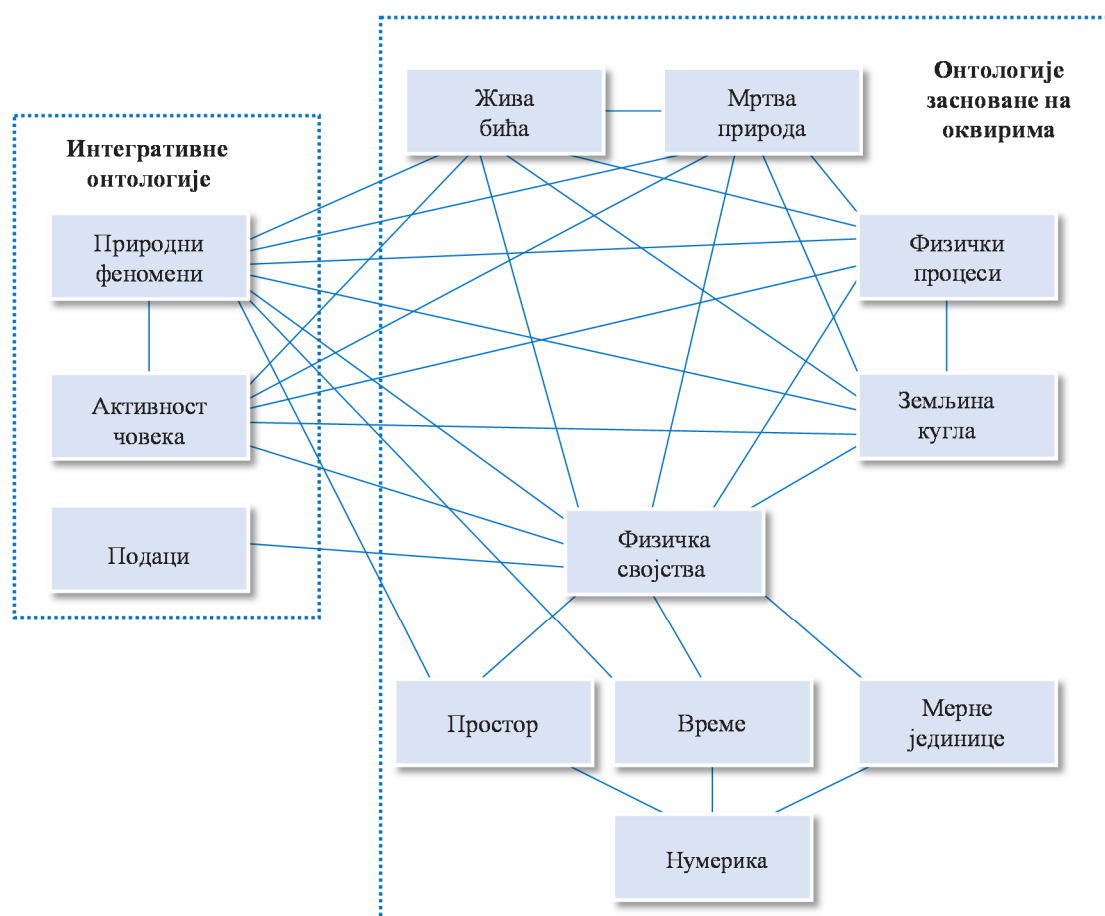 Интегративне
онтологије
Природни
феномени
Активност
човека
Подаци
Онтологије
засноване на
оквирима
Жива
бића
Мртва
природа
Физички
процеси
Земљина
кугла
Физичка
својства
Простор
Време
Мерне
јединице
Нумерика